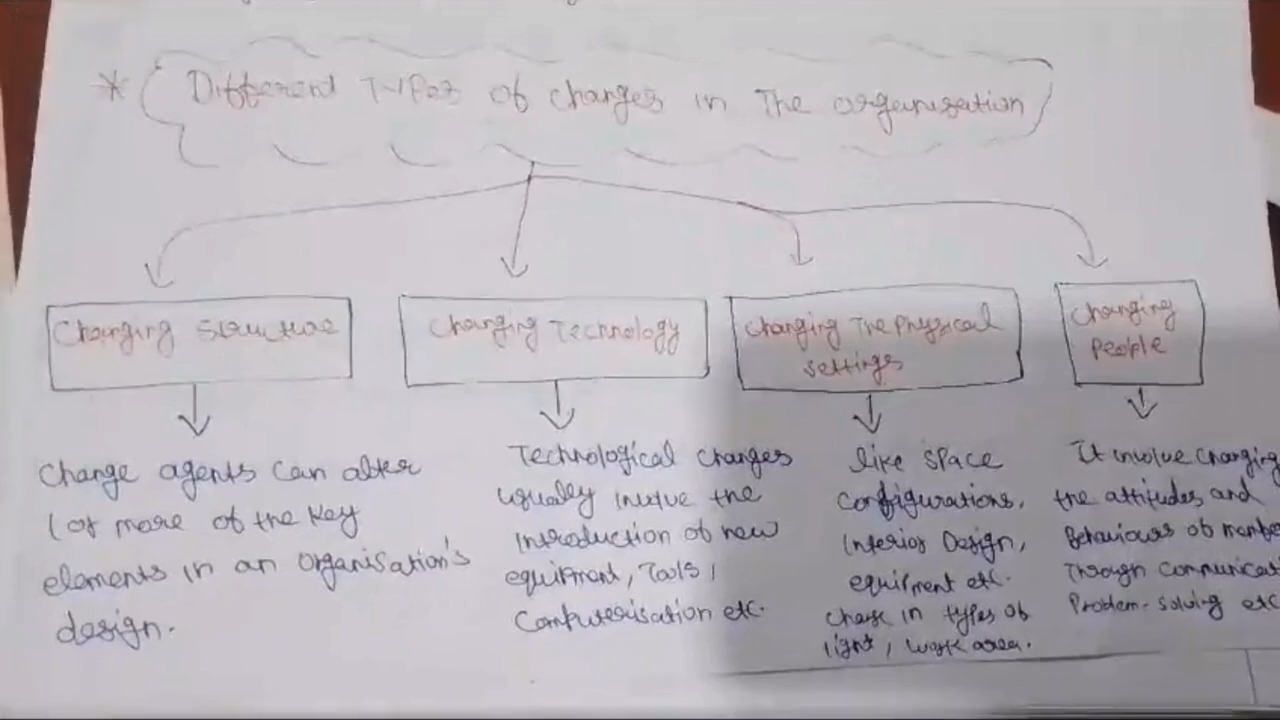 * Different Types of changes in The organisation
Changing Structure
Changing Technology
Changing The Physical
settings
Changing
People
Change agents can alter
1 or more of the key
elements in an organisation's
design.
Technological changes
usually involve the
introduction of new
equipment, Tools,
Computerisation etc.
like space
configurations,
Interior Design,
equipment etc.
in types of
light, work area.
It involve changing
the attitudes and
Behaviours of
Through
Problem-solving etc